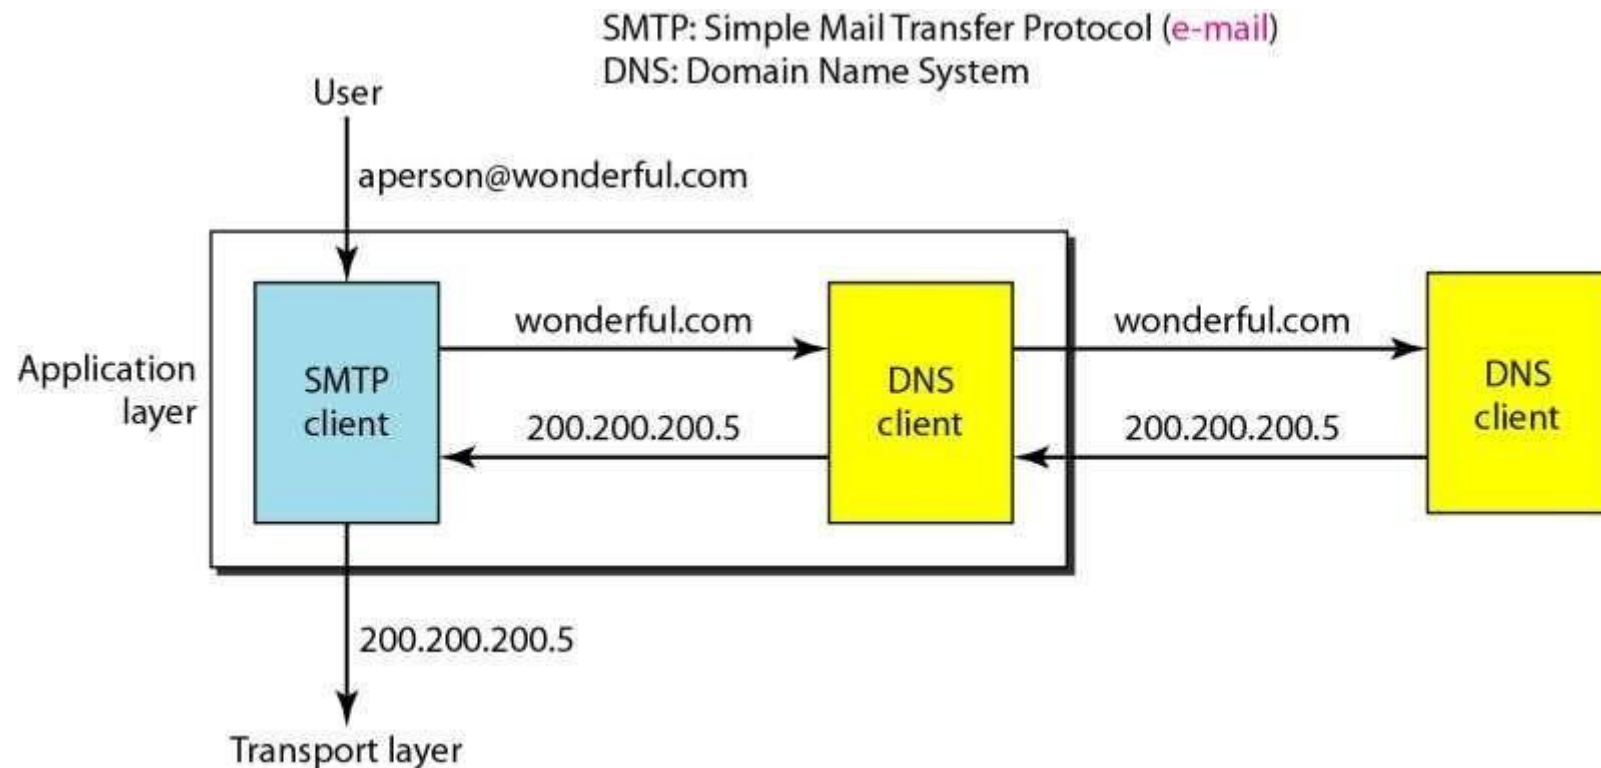 SMTP: Simple Mail Transfer Protocol (e-mail)
DNS: Domain Name System
User
aperson@wonderful.com
Application
layer
SMTP
client
wonderful.com
200.200.200.5
DNS
client
wonderful.com
200.200.200.5
DNS
client
200.200.200.5
Transport layer